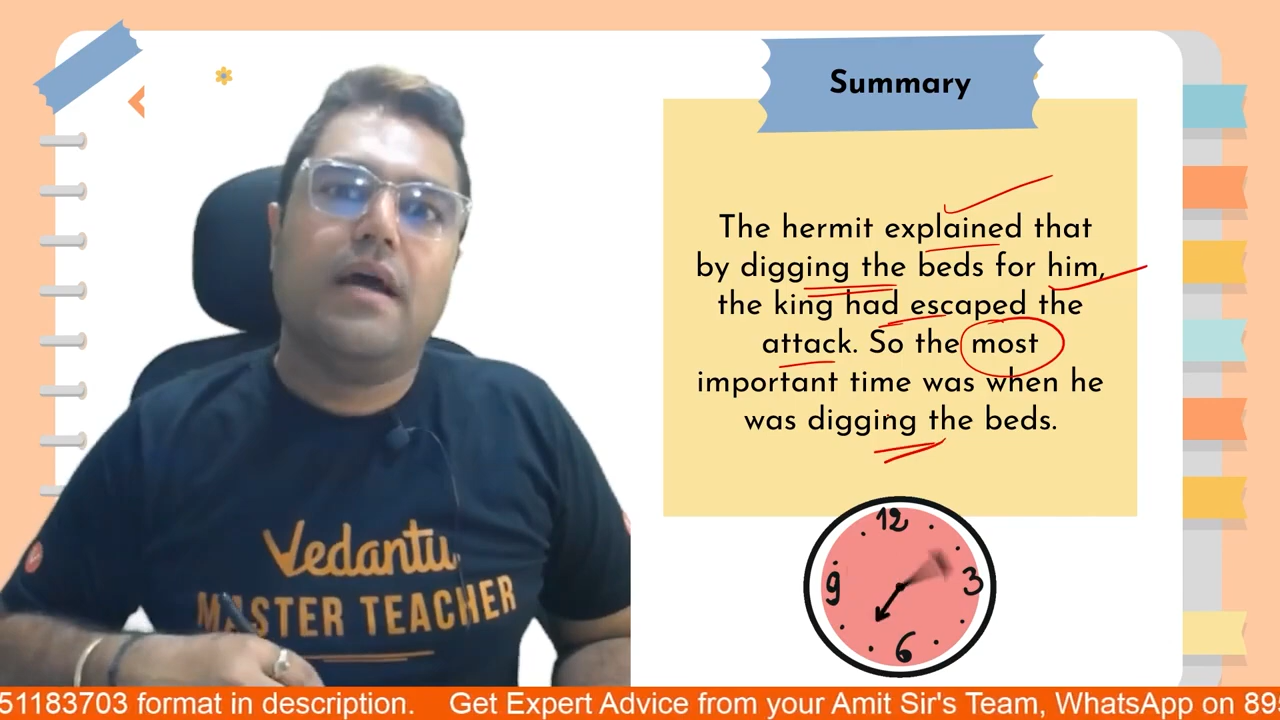 Summary
The hermit explained that
by digging the beds for him,
the king had escaped the
attack. So the most
important time was when he
was digging the beds.
Vedantu
MASTER TEACHER
12
9
3
6
51183703 format in description. Get Expert Advice from your Amit Sir's Team, WhatsApp on 89